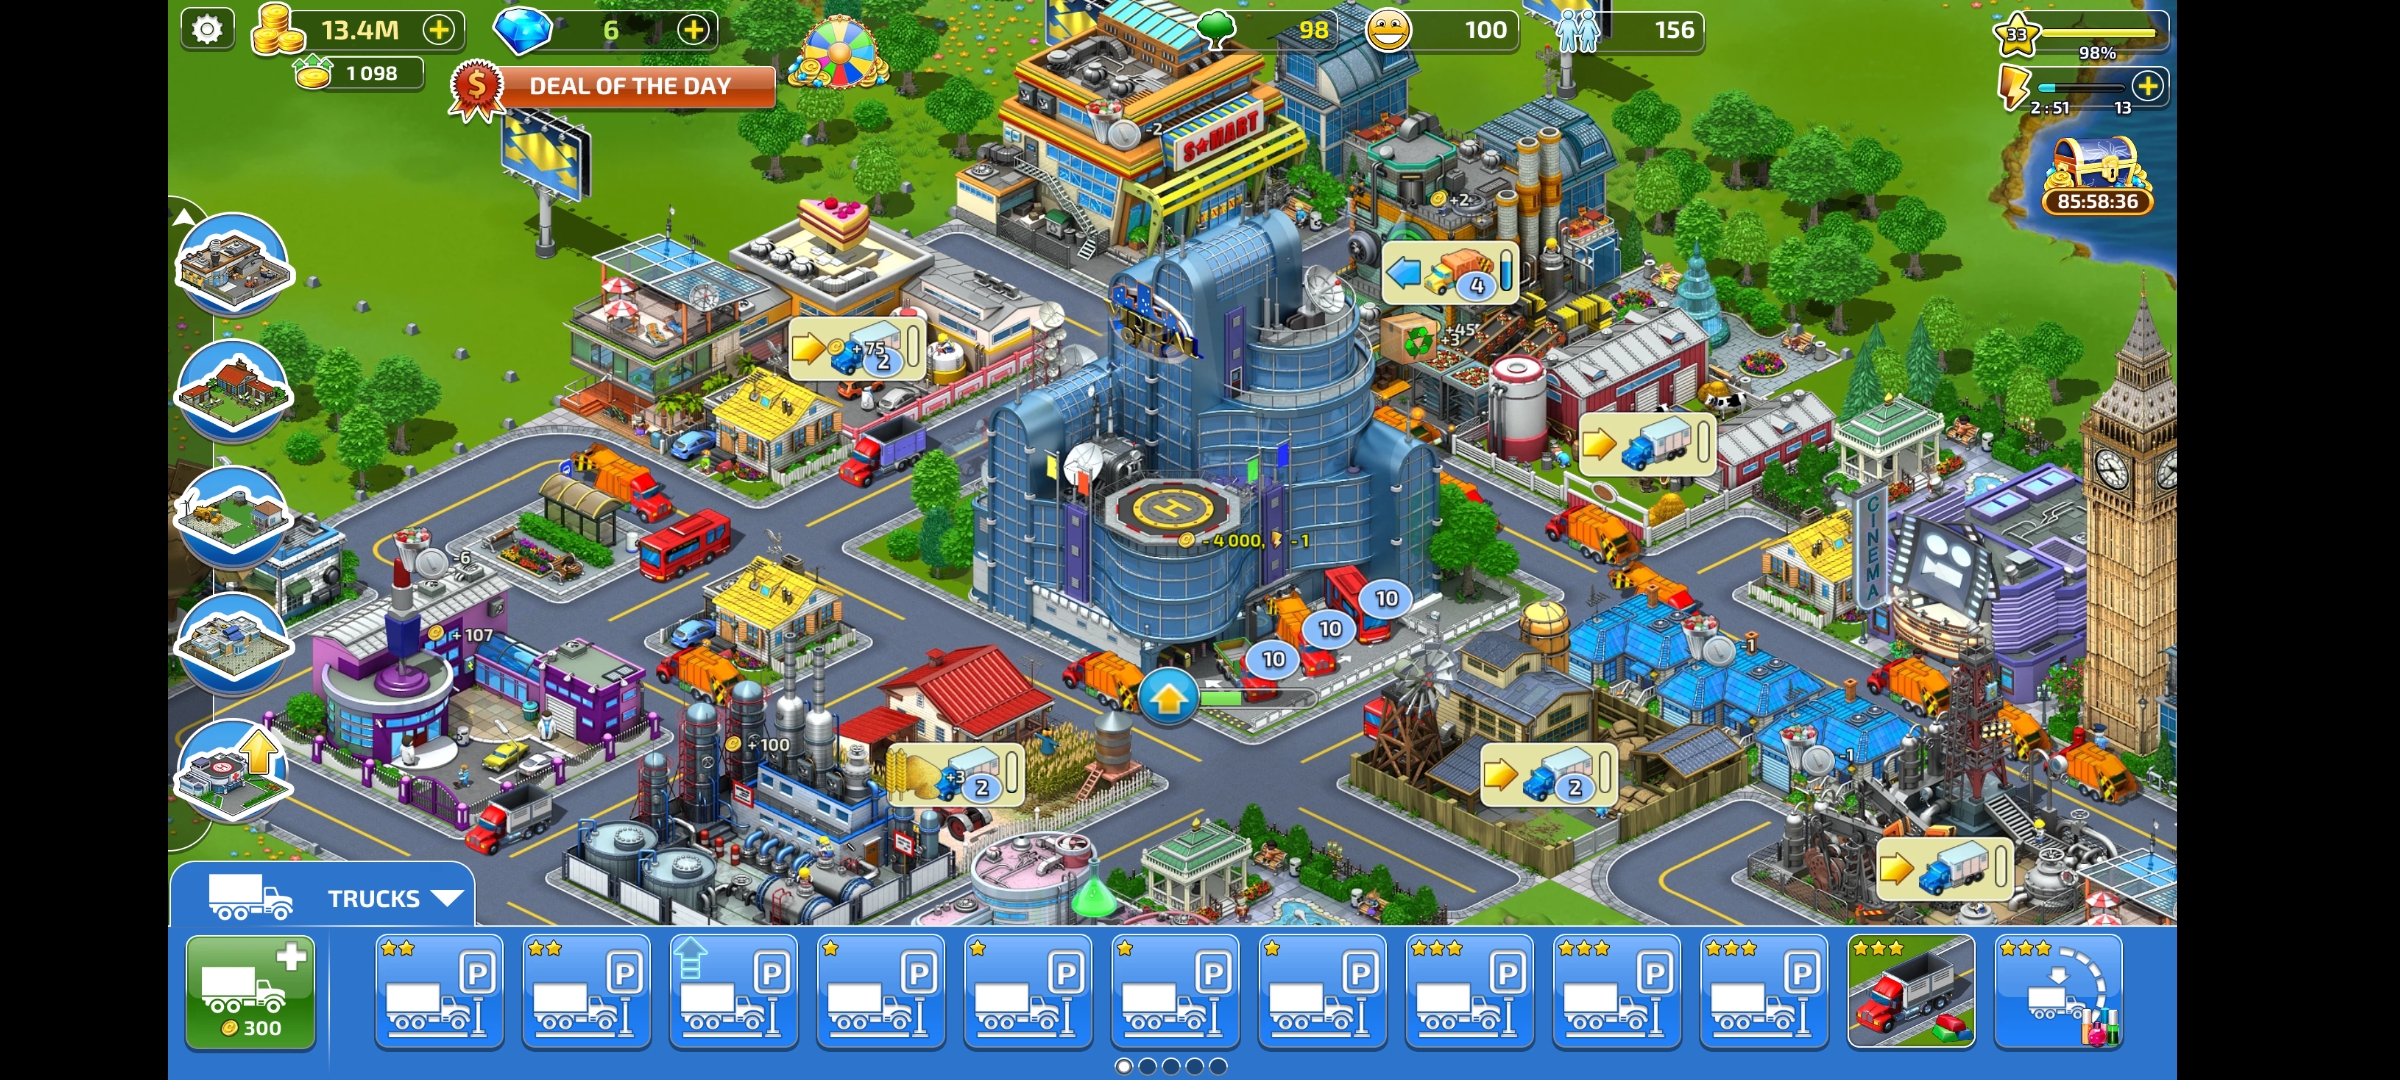 13.4M
6
98
100
156
33
98%
1 098
DEAL OF THE DAY
2:51
13
85:58:36
$
S★MART
-2
+2
4
+75
2
+45
+3
H
- 4 000,
- 1
CINEMA
-6
+ 107
10
10
10
-1
-1
+ 100
+3
2
2
TRUCKS
300
P
P
P
P
P
P
P
P
P
P